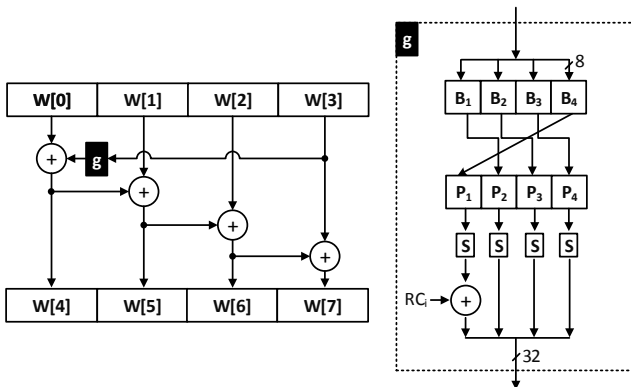 W[0] W[1] W[2] W[3]
+ g
+
+
+
W[4] W[5] W[6] W[7]
g
8
B₁ B₂ B₃ B₄
P₁ P₂ P₃ P₄
S S S S
RCᵢ +
32